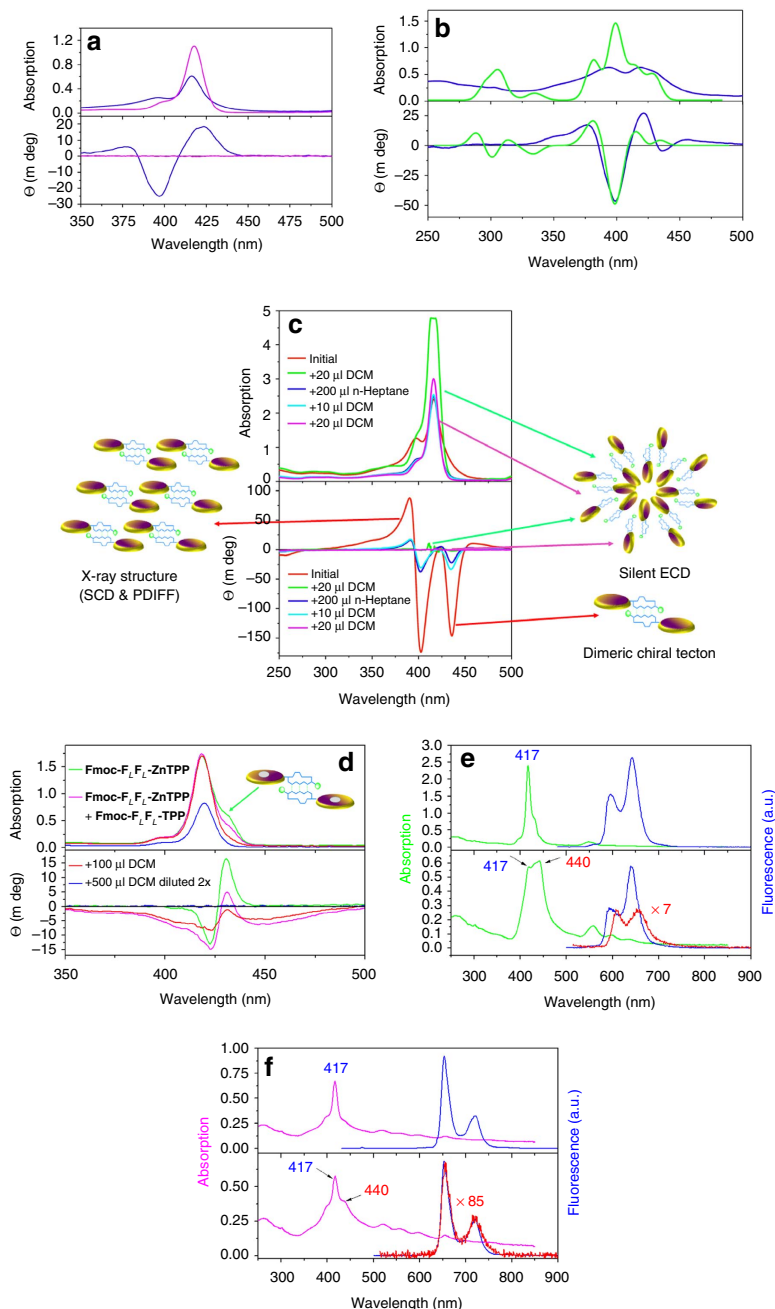 a
Absorption
1.2
0.8
0.4
0.0
Θ (m deg)
20
10
0
−10
−20
−30
350 400 425 475 500
Wavelength (nm)
b
Absorption
1.5
1.0
0.5
0.0
Θ (m deg)
25
0
−25
−50
250 300 350 400 450 500
Wavelength (nm)
c
Absorption
5
4
3
2
1
0
Initial
+20 μl DCM
+200 μl n-Heptane
+10 μl DCM
+20 μl DCM
Θ (m deg)
100
50
0
−50
−100
−150
Initial
+20 μl DCM
+200 μl n-Heptane
+10 μl DCM
+20 μl DCM
250 300 350 400 450 500
Wavelength (nm)
X-ray structure
(SCD & PDIFF)
Silent ECD
Dimeric chiral tecton
d
Absorption
1.5
1.0
0.5
0.0
Fmoc-FLFL-ZnTPP
Fmoc-FLFL-ZnTPP
+ Fmoc-FLFL-TPP
Θ (m deg)
15
10
5
0
−5
−10
−15
+100 μl DCM
+500 μl DCM diluted 2x
350 400 450 500
Wavelength (nm)
e
Absorption
Fluorescence (a.u.)
3.0
2.5
2.0
1.5
1.0
0.5
0.0
417
0.6
0.5
0.4
0.3
0.2
0.1
0.0
417
440
× 7
300 400 500 600 700 800 900
Wavelength (nm)
f
Absorption
Fluorescence (a.u.)
1.00
0.75
0.50
0.25
0.00
417
0.50
0.25
0.00
417
440
× 85
300 400 500 600 700 800 900
Wavelength (nm)